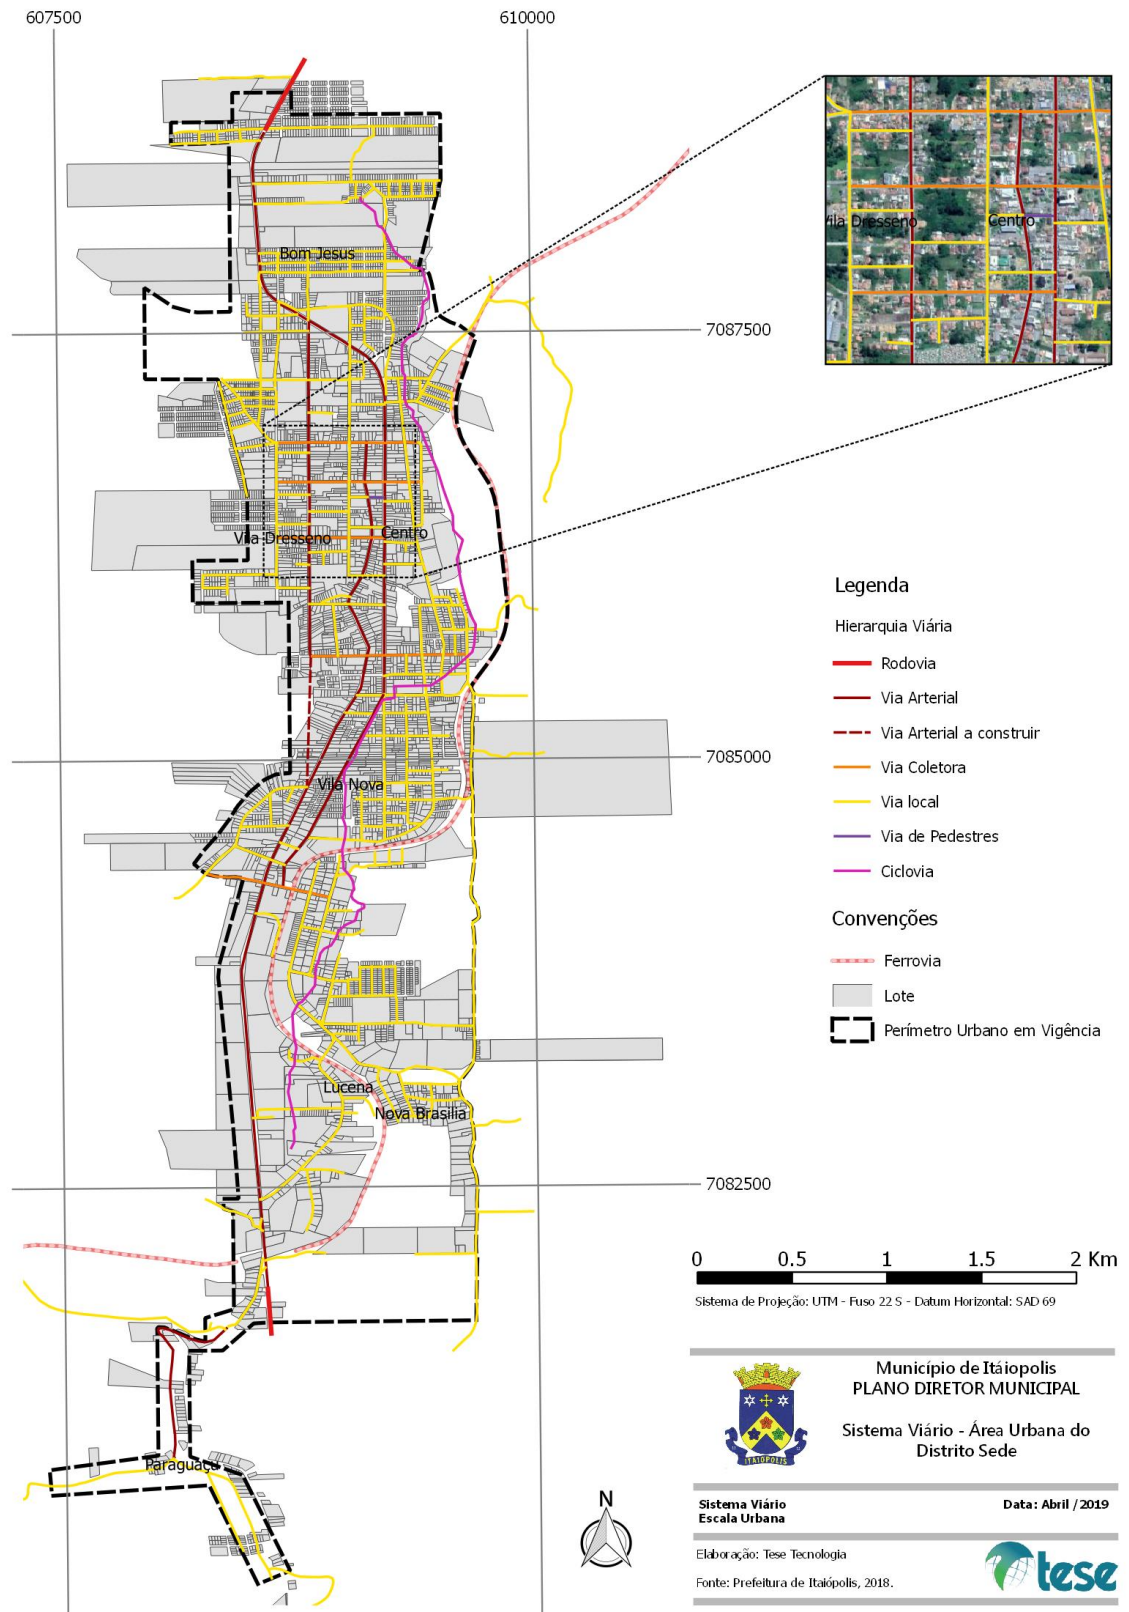 607500
610000
Vila Dresseno
Centro
Bom Jesus
7087500
Vila Dresseno
Centro
Legenda
Hierarquia Viária
Rodovia
Via Arterial
Via Arterial a construir
Via Coletora
Via local
Via de Pedestres
Ciclovia
Convenções
Ferrovia
Lote
Perímetro Urbano em Vigência
7085000
Vila Nova
Lucena
Nova Brasilia
7082500
0 0.5 1 1.5 2 Km
Sistema de Projeção: UTM - Fuso 22 S - Datum Horizontal: SAD 69
Município de Itáiopolis
PLANO DIRETOR MUNICIPAL
Sistema Viário - Área Urbana do
Distrito Sede
ITAIOPOLIS
Paraguaçu
N
Sistema Viário
Escala Urbana
Data: Abril /2019
Elaboração: Tese Tecnologia
Fonte: Prefeitura de Itaiópolis, 2018.
tese